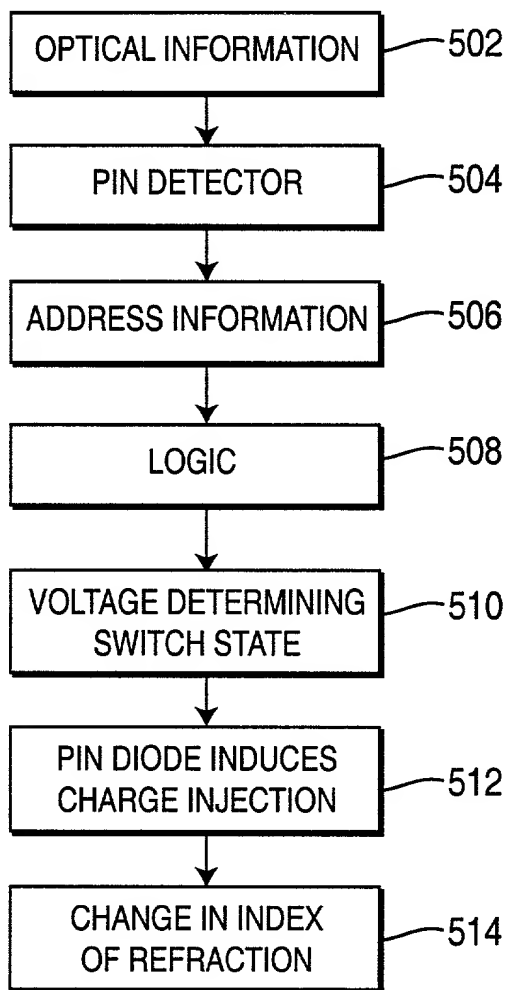 OPTICAL INFORMATION
502
PIN DETECTOR
504
ADDRESS INFORMATION
506
LOGIC
508
VOLTAGE DETERMINING
SWITCH STATE
510
PIN DIODE INDUCES
CHARGE INJECTION
512
CHANGE IN INDEX
OF REFRACTION
514